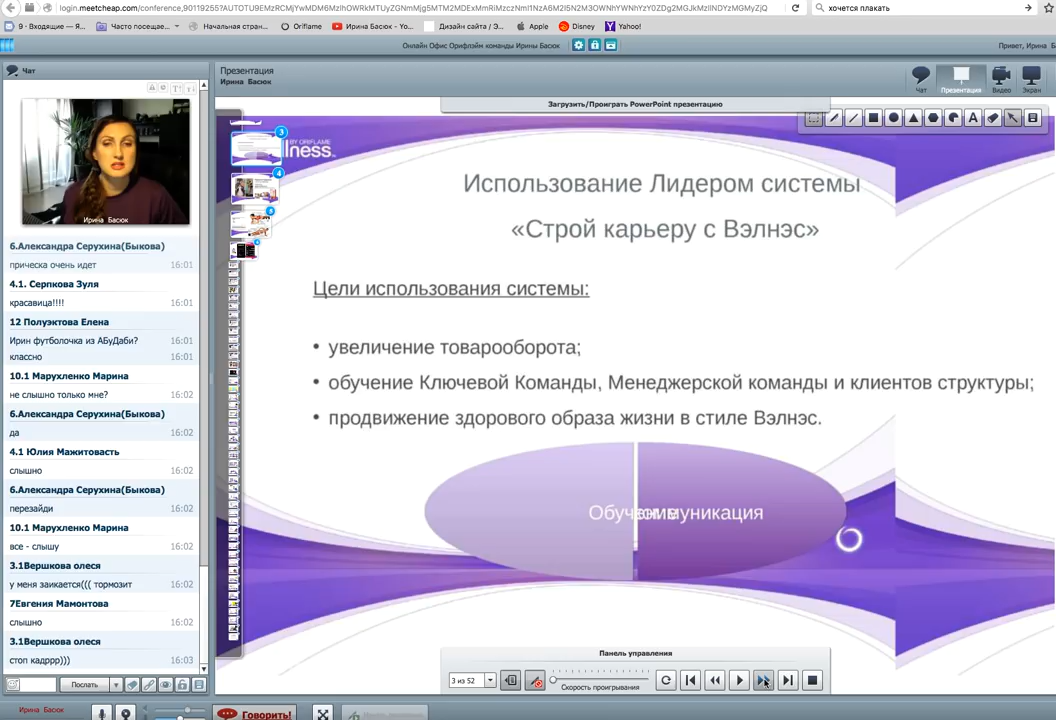 login.meetcheap.com/conference,90119255?AUTOTU9EMzRCMjYwMDM6MzlhOWRkMTUyZGNmMjg5MTM2MDExMmRiMzczNmI1NzA6M2I5N2M3OWNhYWNhYzY0ZDg2MGJkMzllNDYzMGYyZjQ
хочется плакать
9 · Входящие — Я...
Часто посещае...
Начальная стран...
Oriflame
Ирина Басюк - Yo...
Дизайн сайта / Э...
Apple
Disney
Yahoo!
Онлайн Офис Орифлэйм команды Ирины Басюк
Привет, Ирина Б
Чат
Ирина Басюк
6.Александра Серухина(Быкова)
прическа очень идет 16:01
4.1. Серпкова Зуля
красавица!!!! 16:01
12 Полуэктова Елена
Ирин футболочка из АБуДаби? 16:01
классно 16:01
10.1 Марухленко Марина
не слышно только мне? 16:02
6.Александра Серухина(Быкова)
да 16:02
4.1 Юлия Мажитовасть
слышно 16:02
6.Александра Серухина(Быкова)
перезайди 16:02
10.1 Марухленко Марина
все - слышу 16:02
3.1Вершкова олеся
у меня заикается((( тормозит 16:02
7Евгения Мамонтова
слышно 16:02
3.1Вершкова олеся
стоп кадррр))) 16:03
Послать
Ирина Басюк
Говорить!
Презентация
Ирина Басюк
Чат
Презентация
Видео
Экран
Загрузить/Проиграть PowerPoint презентацию
3
4
5
BY ORIFLAME
lness
Использование Лидером системы
«Строй карьеру с Вэлнэс»
Цели использования системы:
• увеличение товарооборота;
• обучение Ключевой Команды, Менеджерской команды и клиентов структуры;
• продвижение здорового образа жизни в стиле Вэлнэс.
Панель управления
3 из 52
Скорость проигрывания